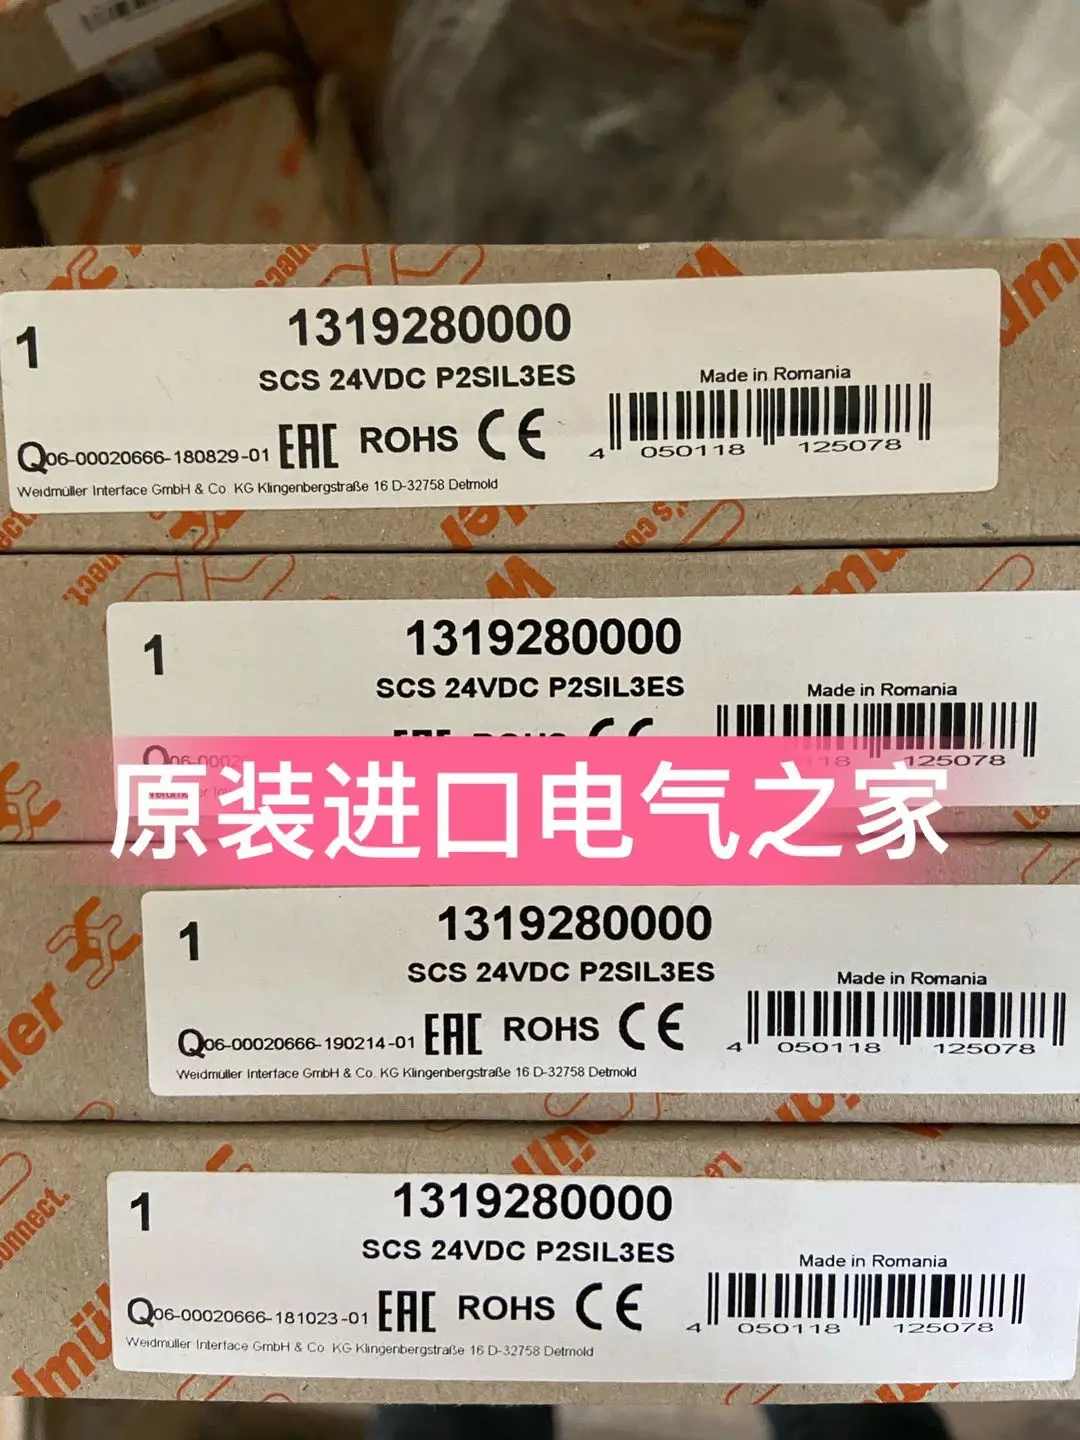 1
1319280000
SCS 24VDC P2SIL3ES
Made in Romania
Q06-00020666-180829-01 EAC ROHS CE
4 050118 125078
Weidmüller Interface GmbH & Co. KG Klingenbergstraße 16 D-32758 Detmold
1
1319280000
SCS 24VDC P2SIL3ES
Made in Romania
125078
原装进口电气之家
1
1319280000
SCS 24VDC P2SIL3ES
Made in Romania
Q06-00020666-190214-01 EAC ROHS CE
4 050118 125078
Weidmüller Interface GmbH & Co. KG Klingenbergstraße 16 D-32758 Detmold
1
1319280000
SCS 24VDC P2SIL3ES
Made in Romania
Q06-00020666-181023-01 EAC ROHS CE
4 050118 125078
Weidmüller Interface GmbH & Co. KG Klingenbergstraße 16 D-32758 Detmold